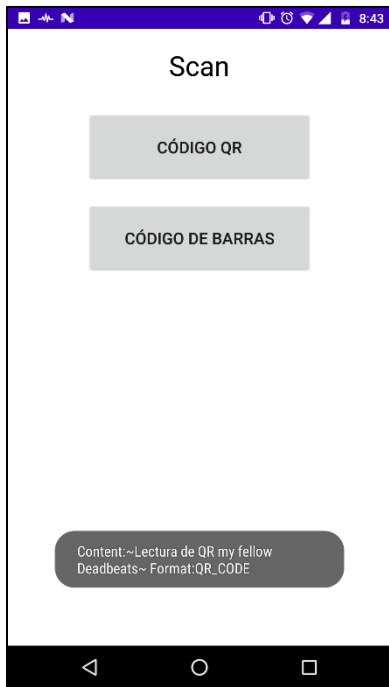 8:43
Scan
CÓDIGO QR
CÓDIGO DE BARRAS
Content:~Lectura de QR my fellow
Deadbeats~ Format:QR_CODE